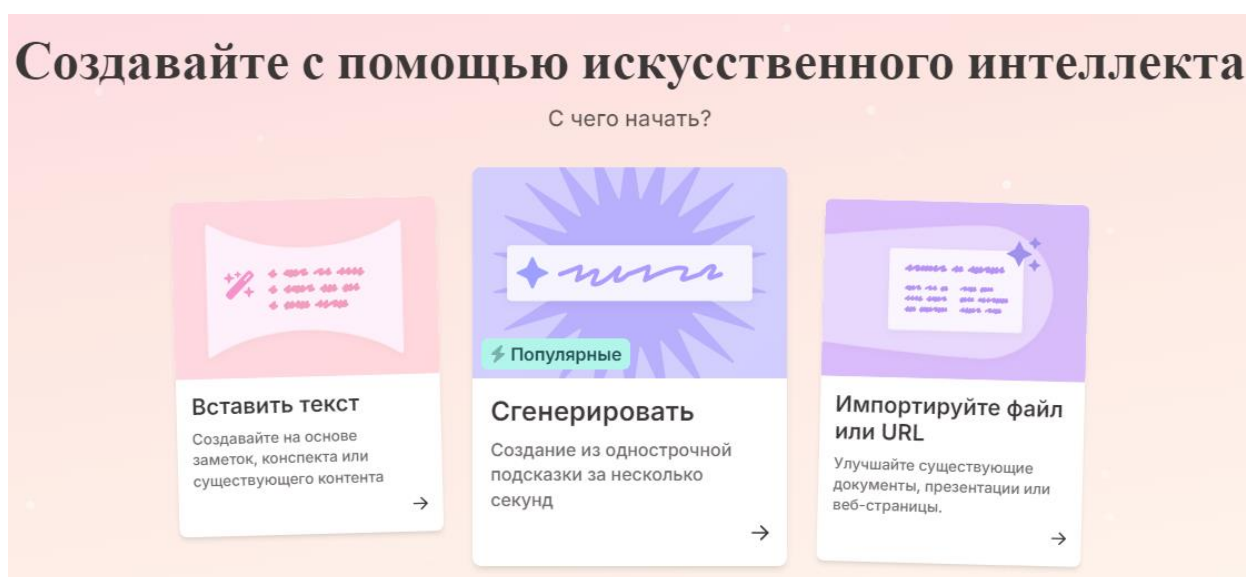 Создавайте с помощью искусственного интеллекта
С чего начать?
Вставить текст
Создавайте на основе
заметок, конспекта или
существующего контента
Популярные
Сгенерировать
Создание из однострочной
подсказки за несколько
секунд
Импортируйте файл
или URL
Улучшайте существующие
документы, презентации или
веб-страницы.